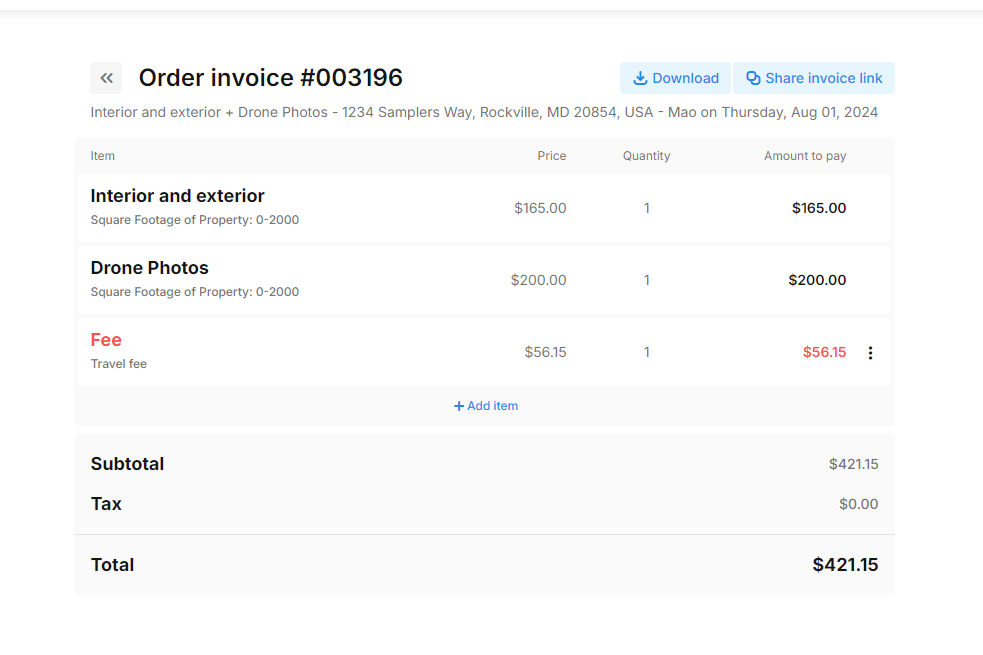 Order invoice #003196
Download
Share invoice link
Interior and exterior + Drone Photos - 1234 Samplers Way, Rockville, MD 20854, USA - Mao on Thursday, Aug 01, 2024
Item Price Quantity Amount to pay
Interior and exterior
Square Footage of Property: 0-2000
$165.00 1 $165.00
Drone Photos
Square Footage of Property: 0-2000
$200.00 1 $200.00
Fee
Travel fee
$56.15 1 $56.15
+ Add item
Subtotal $421.15
Tax $0.00
Total $421.15